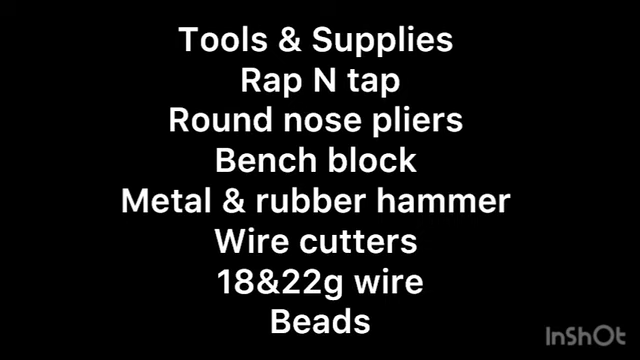 Tools & Supplies
Rap N tap
Round nose pliers
Bench block
Metal & rubber hammer
Wire cutters
18&22g wire
Beads
InShOt